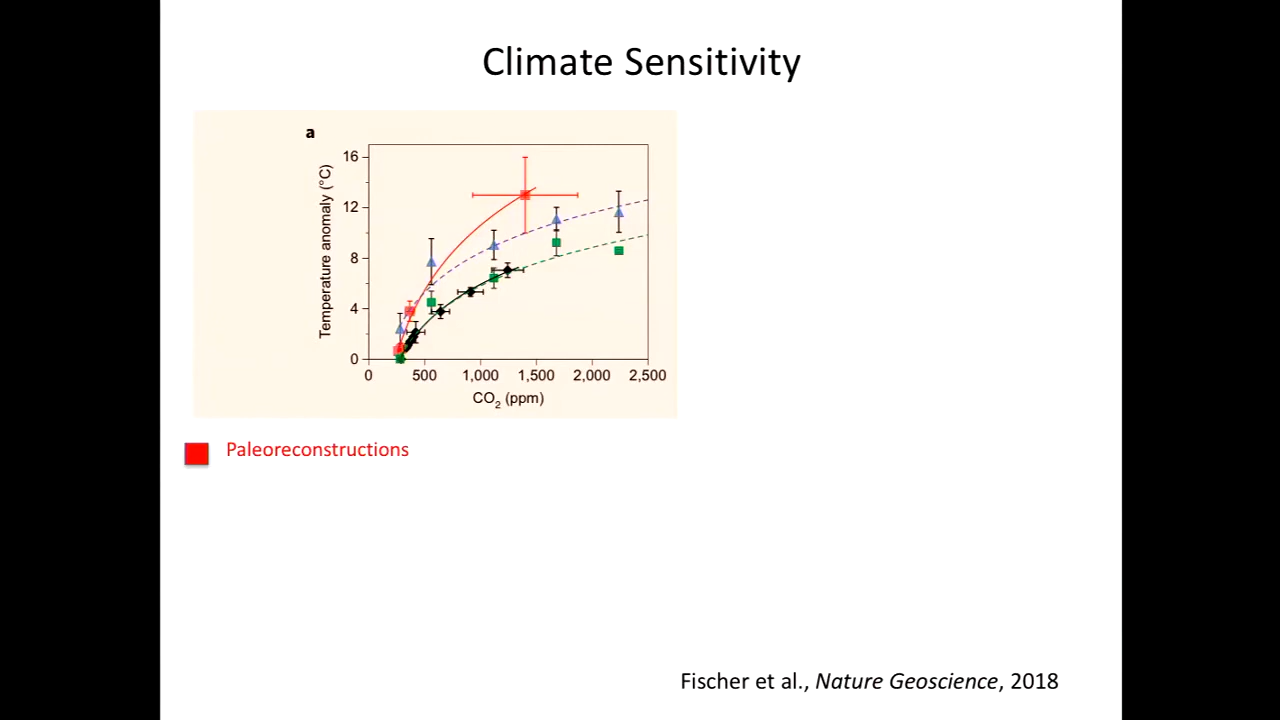 Climate Sensitivity
a
Temperature anomaly (°C)
16
12
8
4
0
0 500 1,000 1,500 2,000 2,500
CO₂ (ppm)
Paleoreconstructions
Fischer et al., Nature Geoscience, 2018